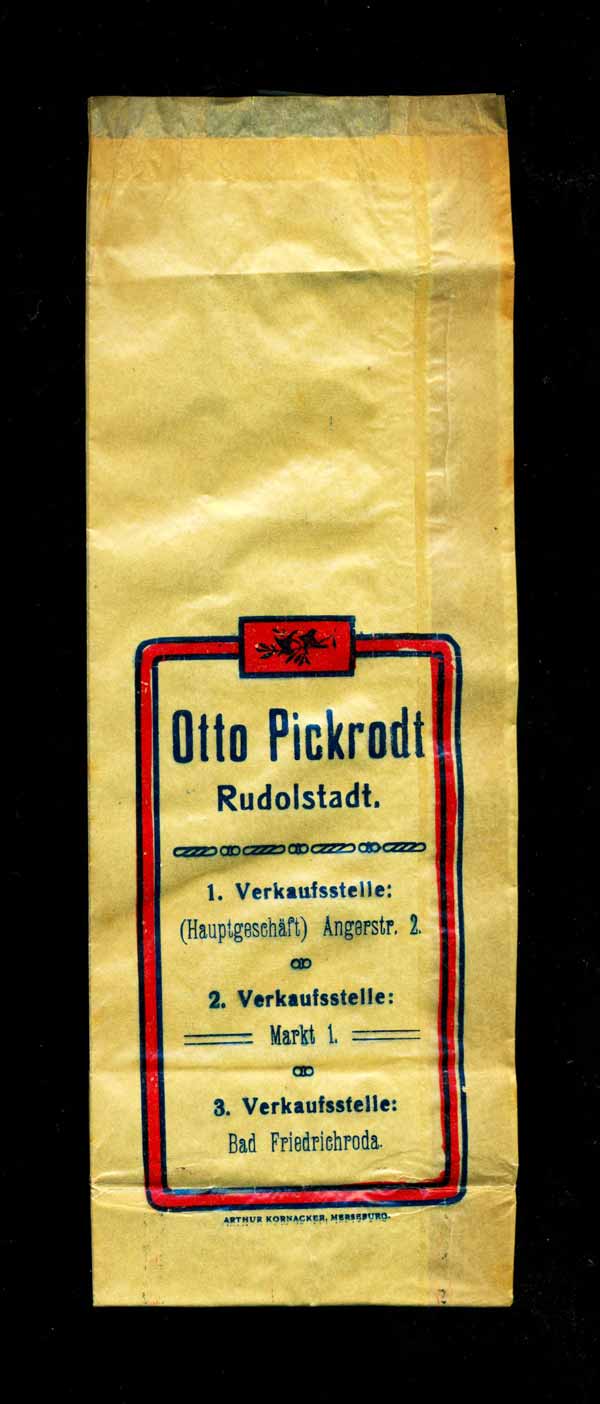 Otto Pickrodt
Rudolstadt.
1. Verkaufsstelle:
(Hauptgeschäft) Angerstr. 2.
2. Verkaufsstelle:
Markt 1.
3. Verkaufsstelle:
Bad Friedrichroda.
ARTHUR KORNACKER, MERSEBURG.